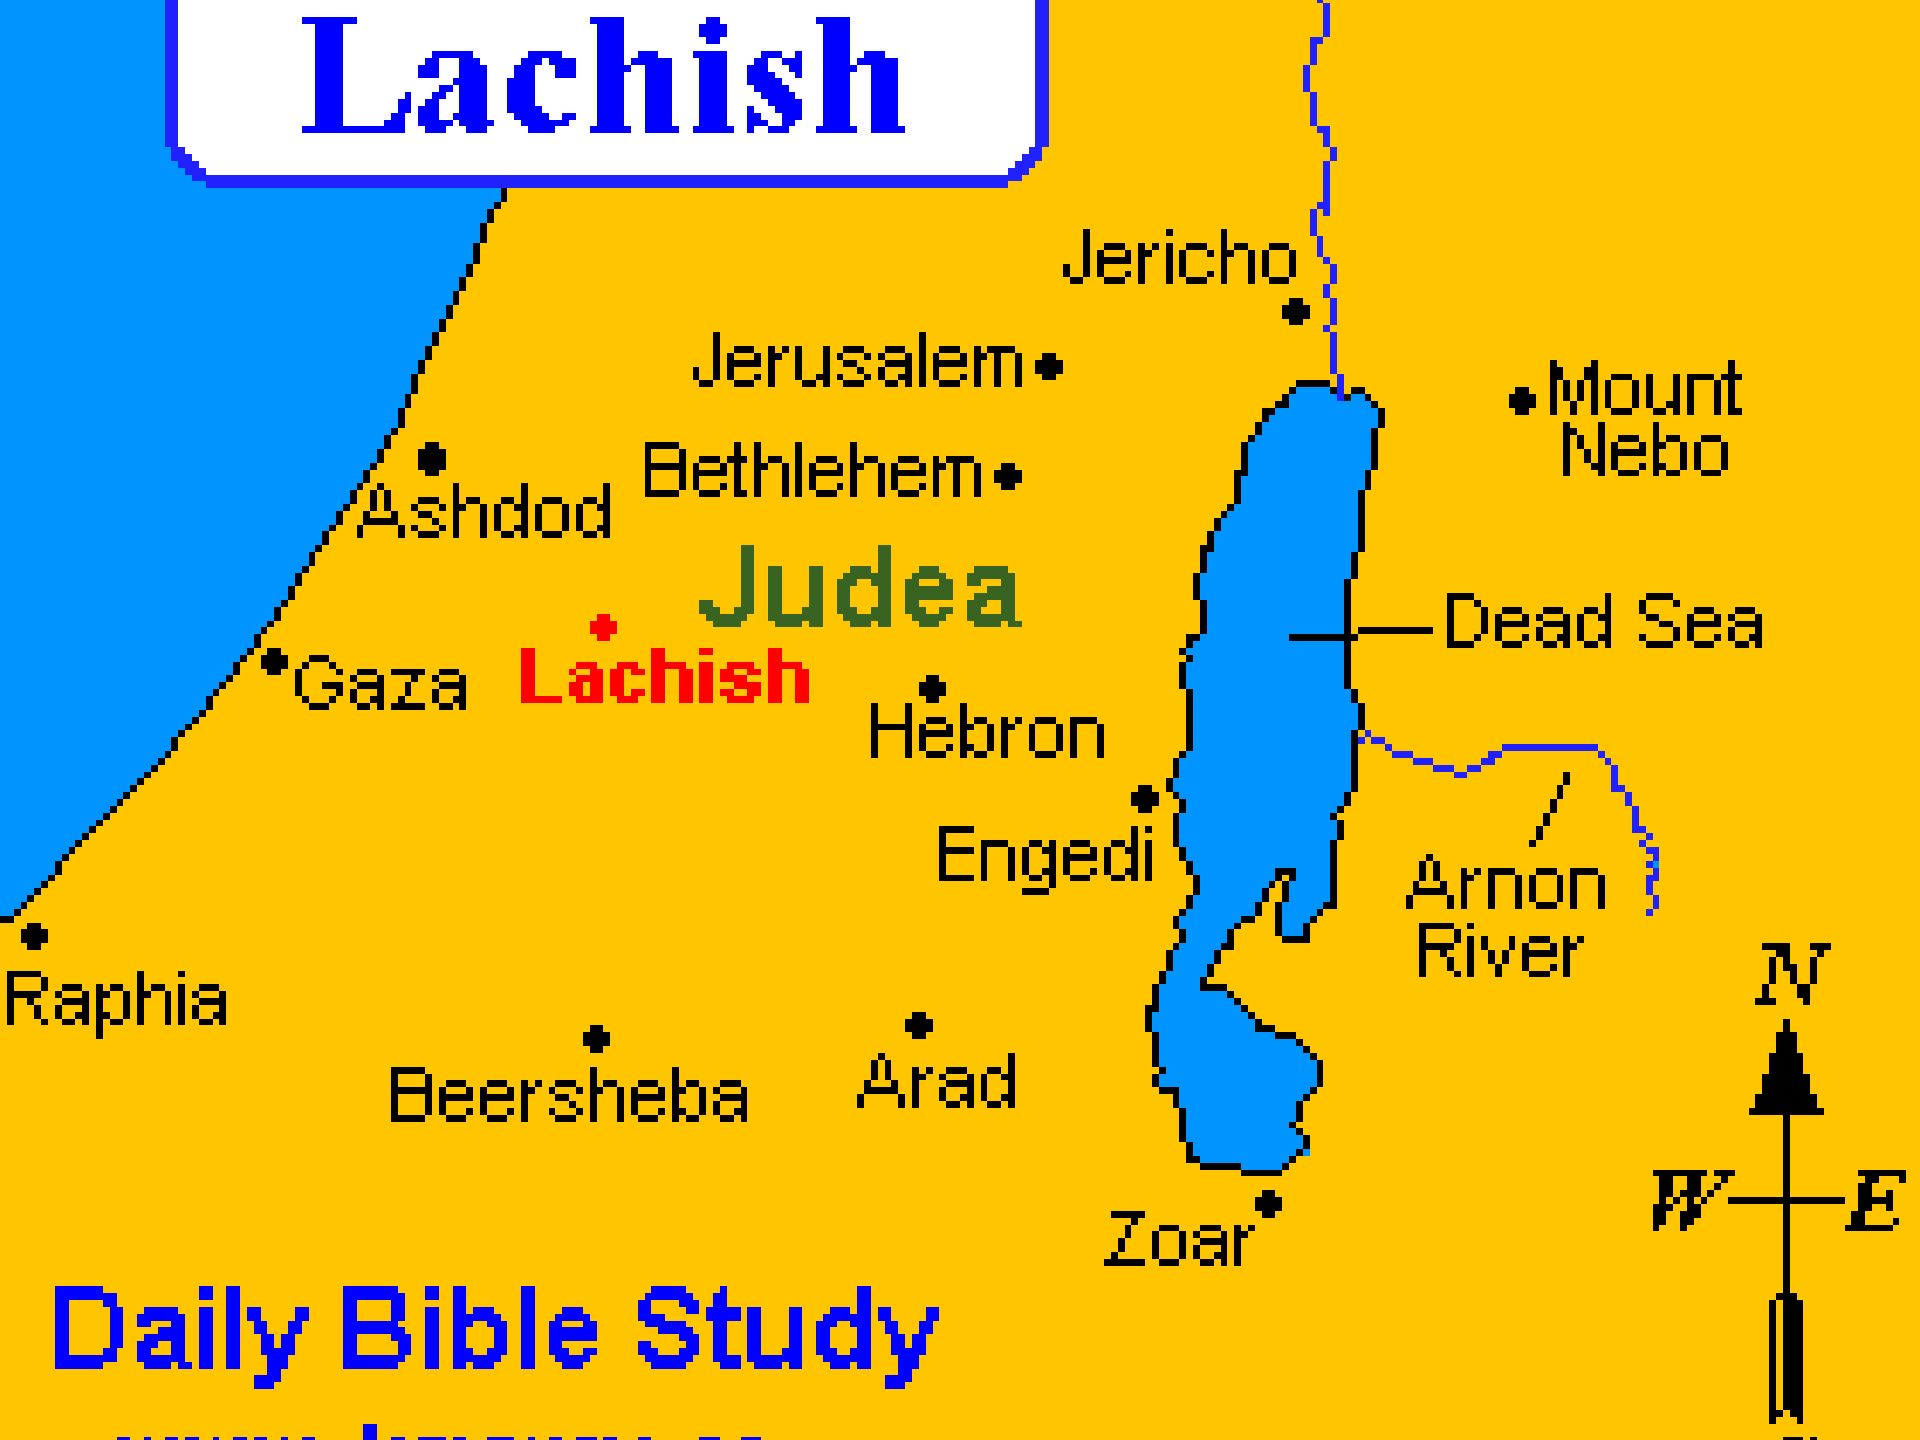 Lachish
Jericho
Jerusalem
Mount
Nebo
Bethlehem
Ashdod
Judea
Dead Sea
Lachish
Gaza
Hebron
Engedi
Arnon
River
Raphia
N
Beersheba
Arad
W E
Zoar
Daily Bible Study